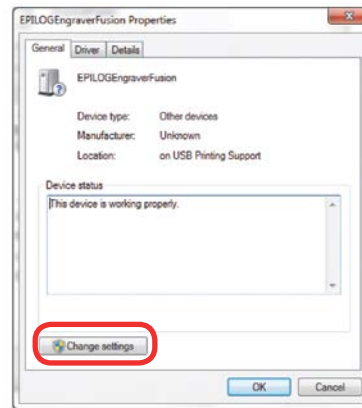 EPILOGEngraverFusion Properties
General Driver Details
EPILOGEngraverFusion
Device type: Other devices
Manufacturer: Unknown
Location: on USB Printing Support
Device status
This device is working properly.
Change settings
OK Cancel